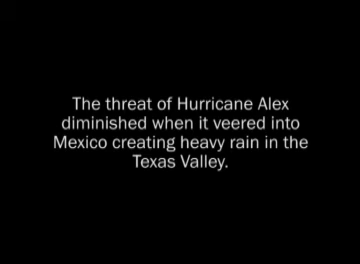 The threat of Hurricane Alex
diminished when it veered into
Mexico creating heavy rain in the
Texas Valley.